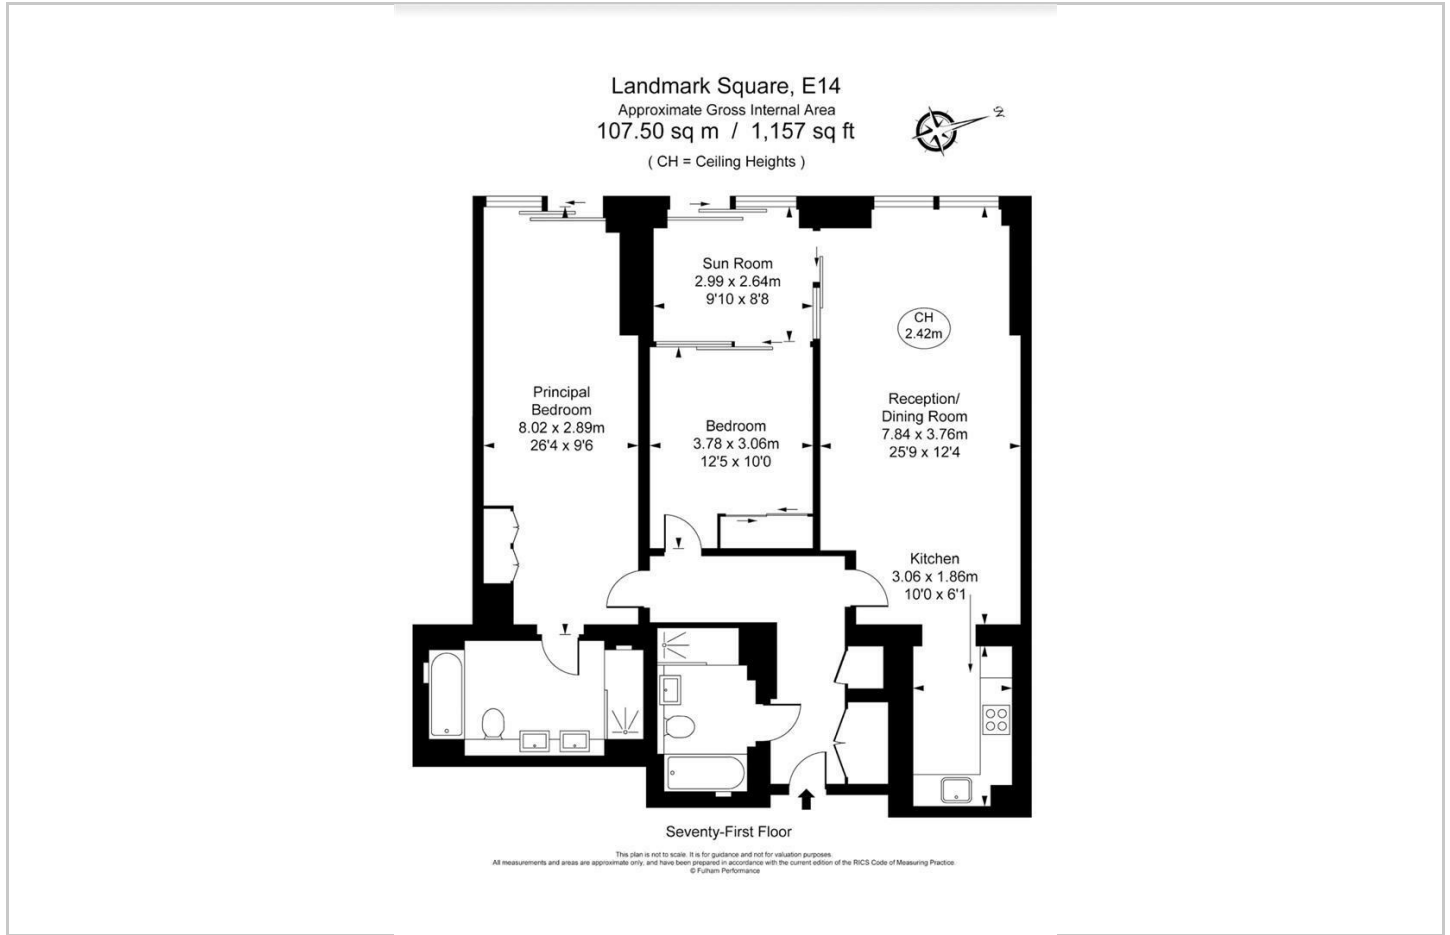 Landmark Square, E14
Approximate Gross Internal Area
107.50 sq m / 1,157 sq ft
( CH = Ceiling Heights )
N
Sun Room
2.99 x 2.64m
9'10 x 8'8
CH
2.42m
Principal
Bedroom
8.02 x 2.89m
26'4 x 9'6
Bedroom
3.78 x 3.06m
12'5 x 10'0
Reception/
Dining Room
7.84 x 3.76m
25'9 x 12'4
Kitchen
3.06 x 1.86m
10'0 x 6'1
Seventy-First Floor
This plan is not to scale. It is for guidance and not for valuation purposes.
All measurements and areas are approximate only, and have been prepared in accordance with the current edition of the RICS Code of Measuring Practice.
© Fulham Performance